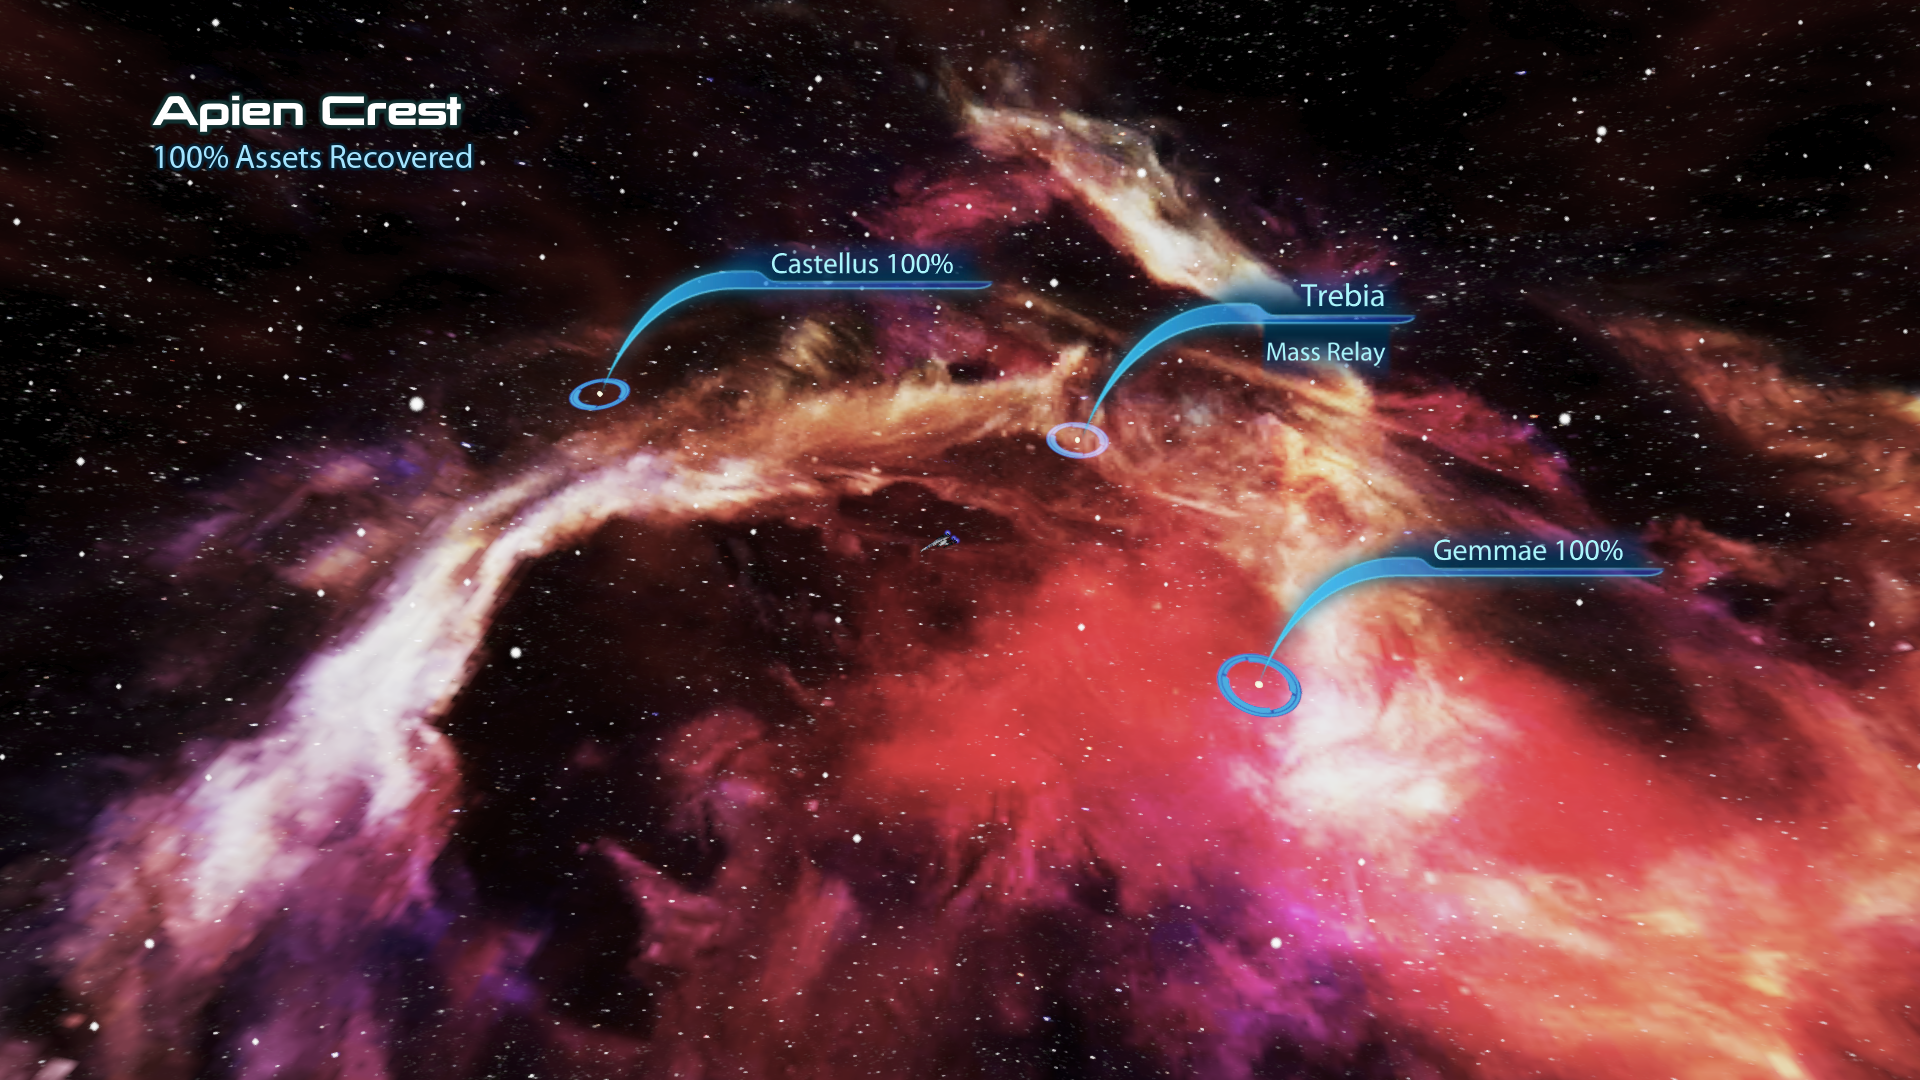 Apien Crest
100% Assets Recovered
Castellus 100%
Trebia
Mass Relay
Gemmae 100%